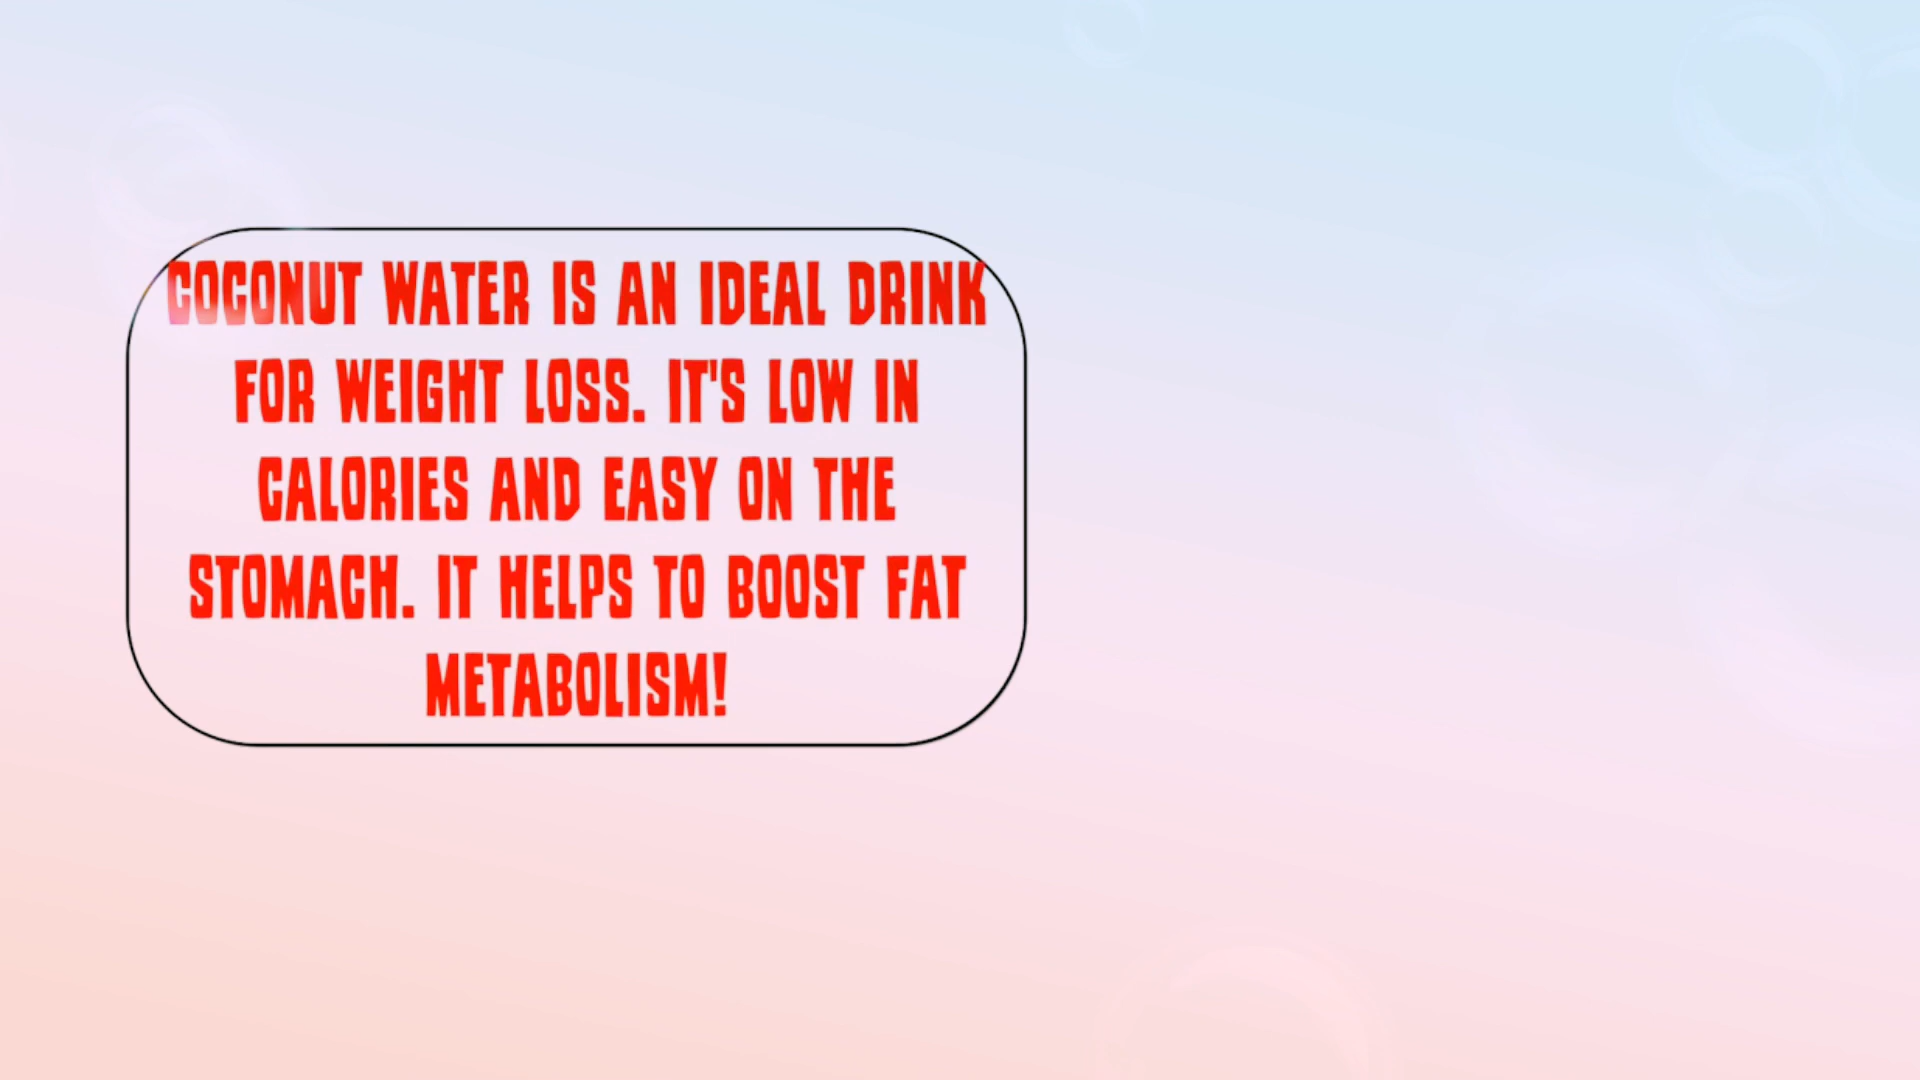 COCONUT WATER IS AN IDEAL DRINK
FOR WEIGHT LOSS. IT'S LOW IN
CALORIES AND EASY ON THE
STOMACH. IT HELPS TO BOOST FAT
METABOLISM!